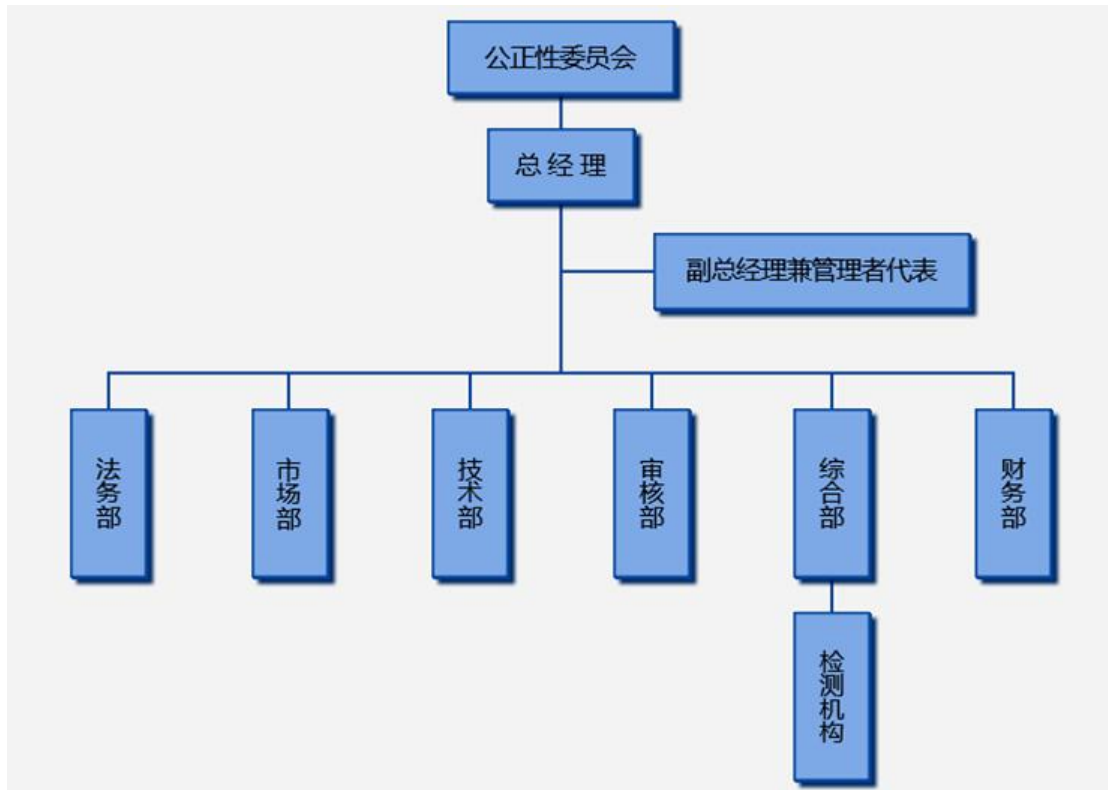 公正性委员会
总经理
副总经理兼管理者代表
法务部
市场部
技术部
审核部
综合部
财务部
检测机构